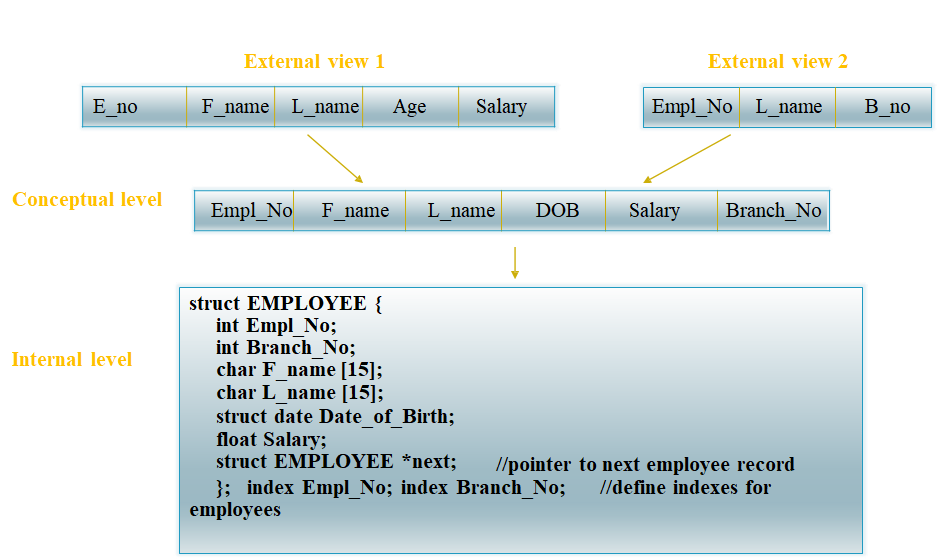 External view 1
External view 2
E_no F_name L_name Age Salary
Empl_No L_name B_no
Conceptual level
Empl_No F_name L_name DOB Salary Branch_No
Internal level
struct EMPLOYEE {
int Empl_No;
int Branch_No;
char F_name [15];
char L_name [15];
struct date Date_of_Birth;
float Salary;
struct EMPLOYEE *next; //pointer to next employee record
}; index Empl_No; index Branch_No; //define indexes for
employees